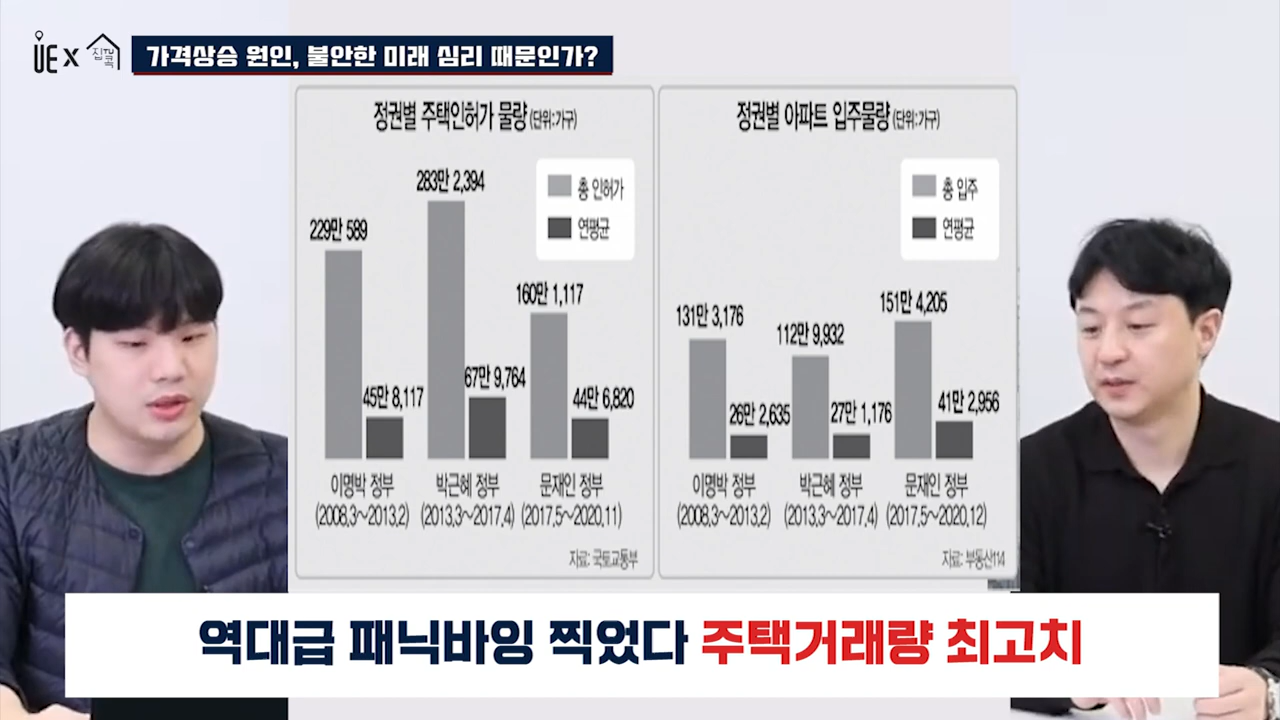 UE X 집콕
가격상승 원인, 불안한 미래 심리 때문인가?
정권별 주택인허가 물량 (단위:가구)
총 인허가
연평균
229만 589
283만 2,394
160만 1,117
45만 8,117
67만 9,764
44만 6,820
이명박 정부
(2008.3~2013.2)
박근혜 정부
(2013.3~2017.4)
문재인 정부
(2017.5~2020.11)
자료: 국토교통부
정권별 아파트 입주물량 (단위:가구)
총 입주
연평균
131만 3,176
112만 9,932
151만 4,205
26만 2,635
27만 1,176
41만 2,956
이명박 정부
(2008.3~2013.2)
박근혜 정부
(2013.3~2017.4)
문재인 정부
(2017.5~2020.12)
자료: 부동산114
역대급 패닉바잉 찍었다 주택거래량 최고치